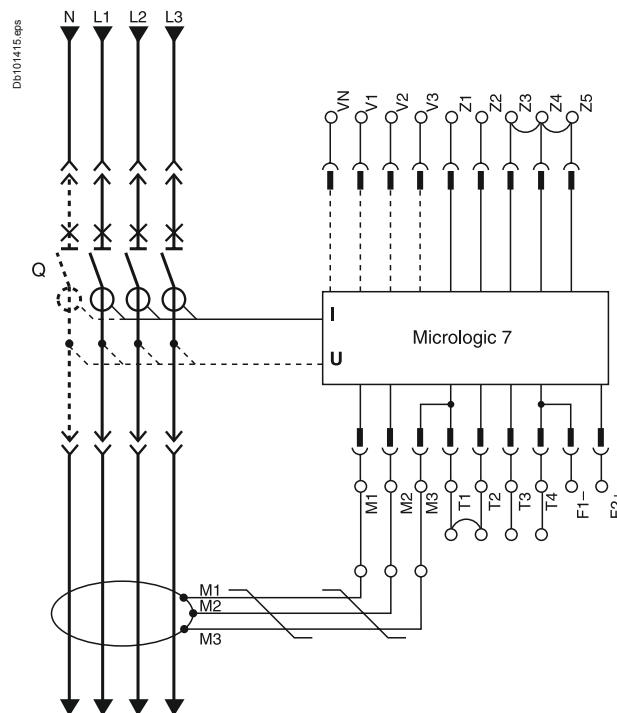 Db101415.eps
N L1 L2 L3
VN V1 V2 V3 Z1 Z2 Z3 Z4 Z5
Q
I
Micrologic 7
U
M1 M2 M3 T1 T2 T3 T4 F1– F2+
M1
M2
M3